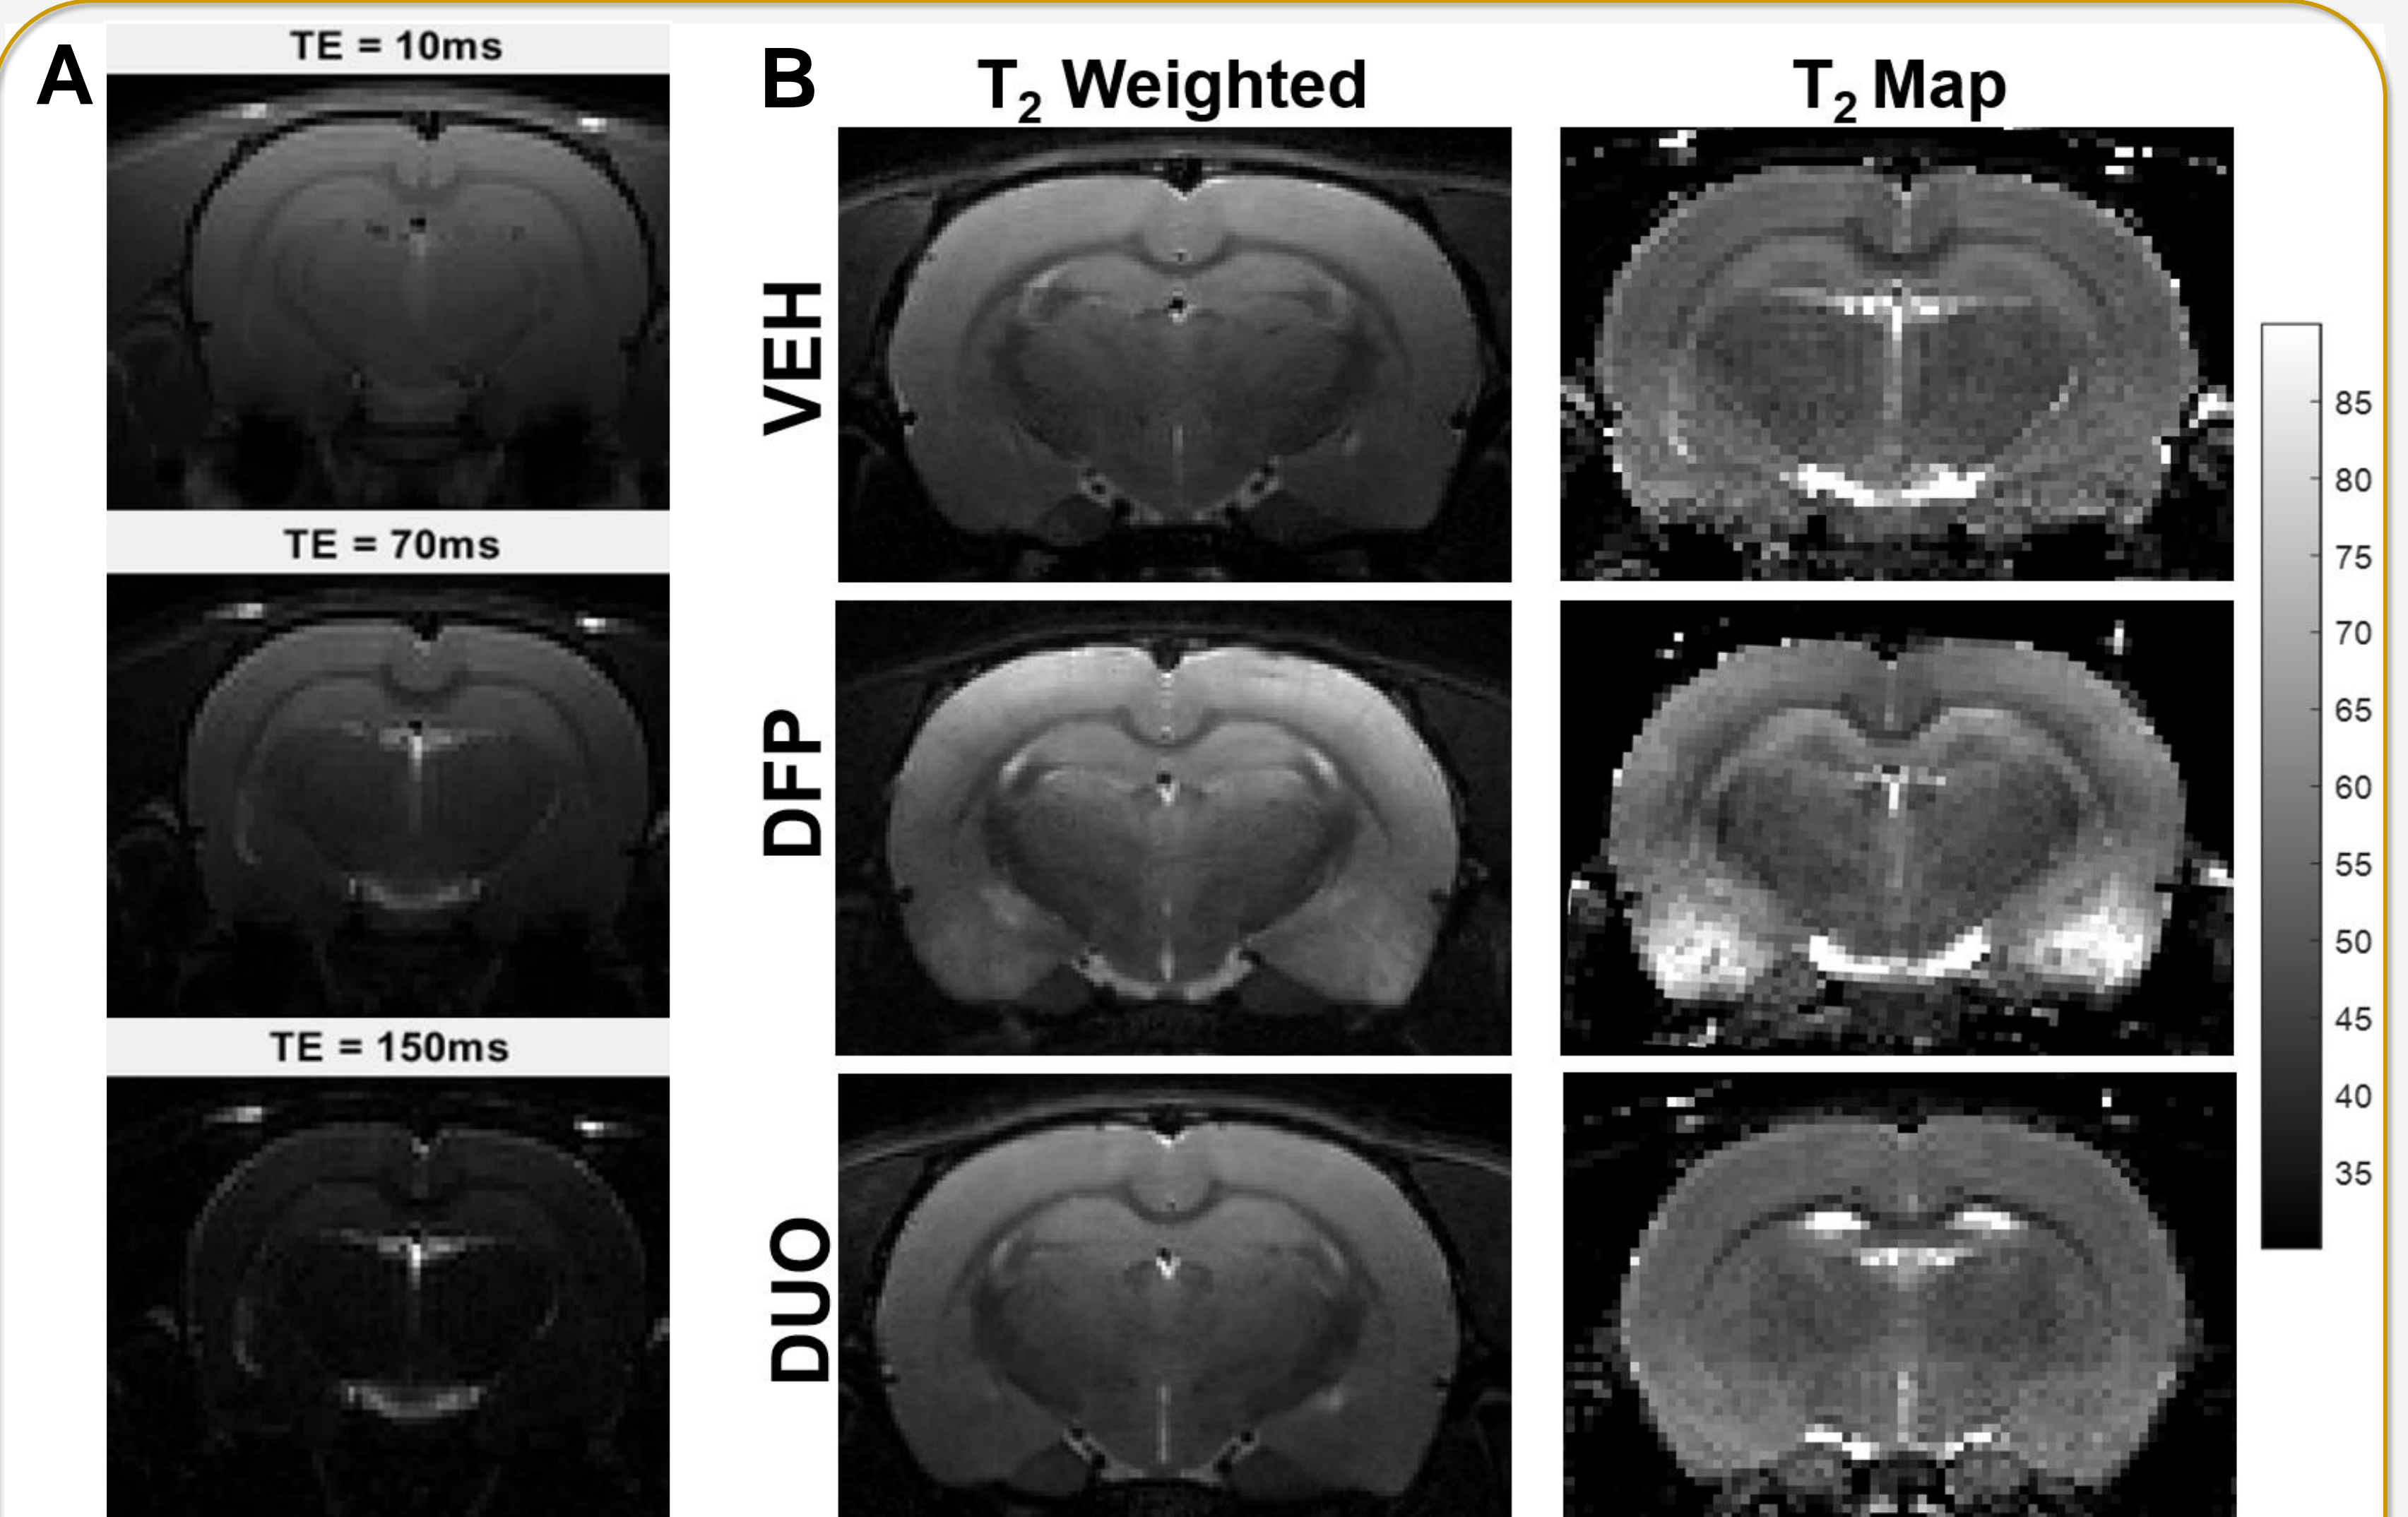 A
TE = 10ms
TE = 70ms
TE = 150ms
B
T2 Weighted
T2 Map
VEH
DFP
DUO
85
80
75
70
65
60
55
50
45
40
35